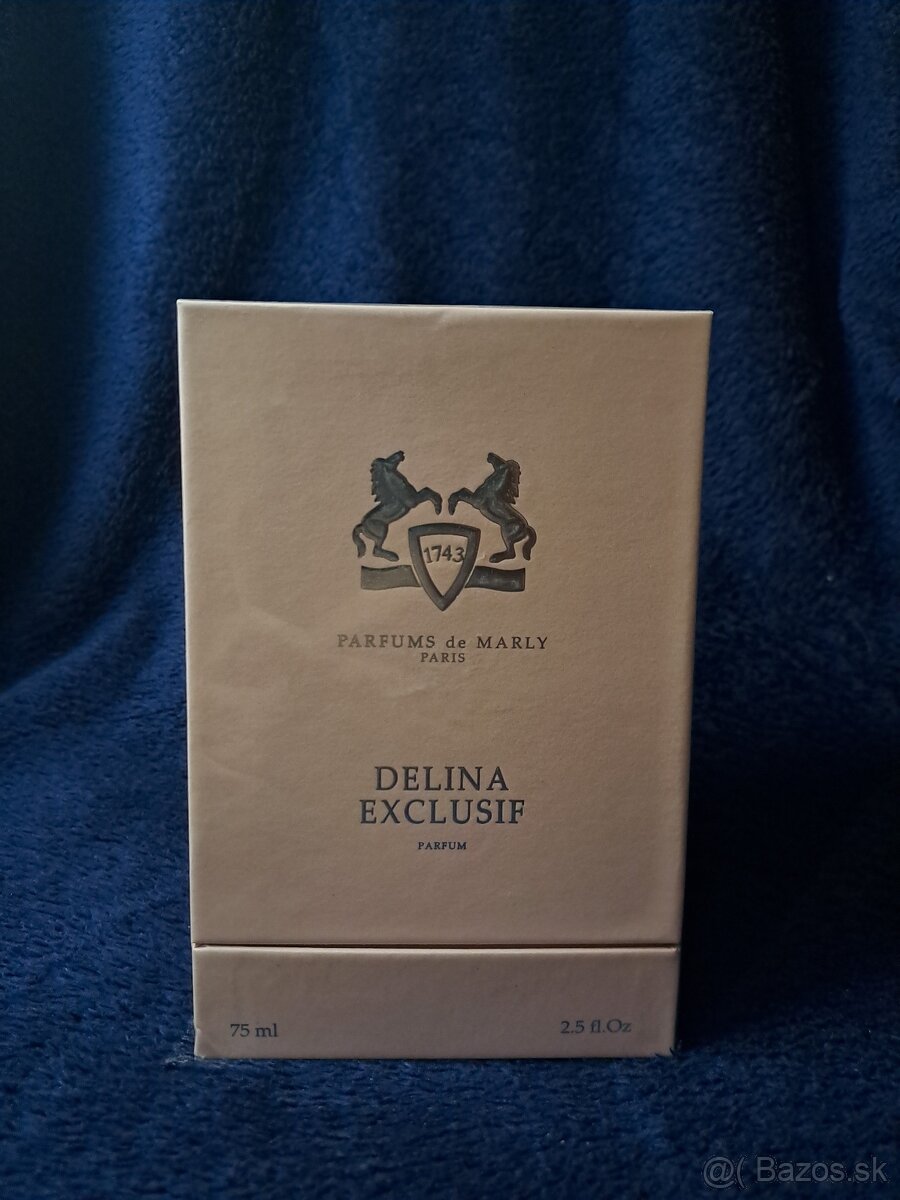 1743
PARFUMS de MARLY
PARIS
DELINA
EXCLUSIF
PARFUM
75 ml
2.5 fl.Oz
@( Bazos.sk